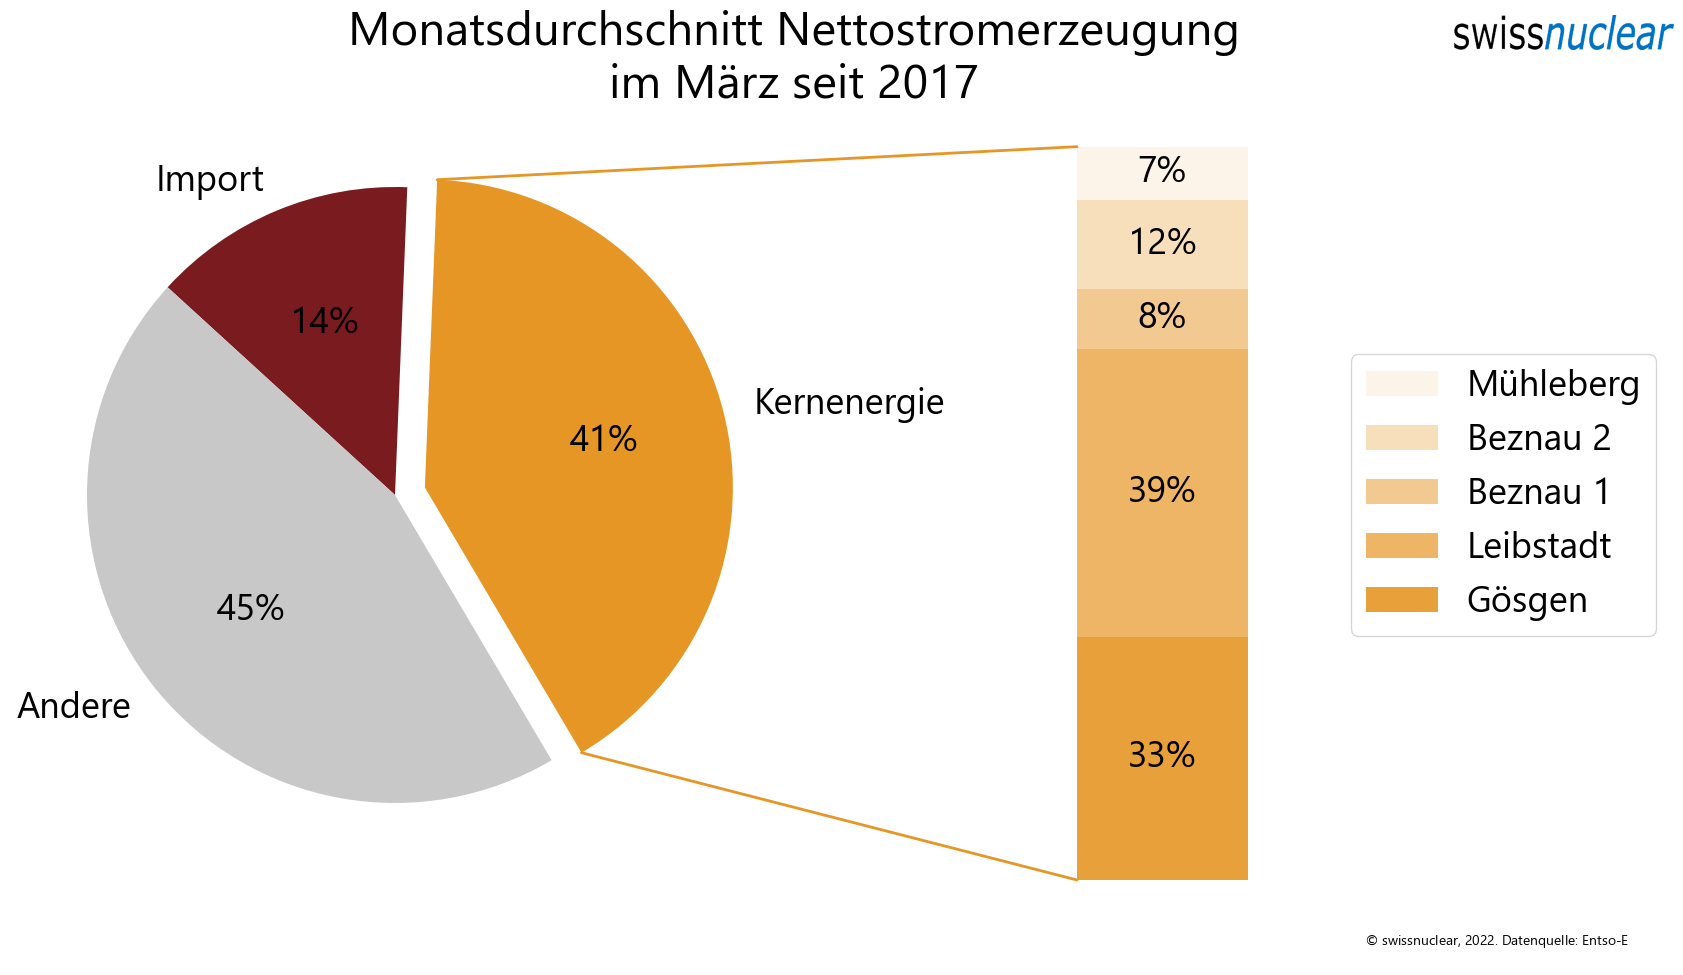 Monatsdurchschnitt Nettostromerzeugung
im März seit 2017
swissnuclear
Import
14%
45%
Andere
41%
Kernenergie
7%
12%
8%
39%
33%
Mühleberg
Beznau 2
Beznau 1
Leibstadt
Gösgen
© swissnuclear, 2022. Datenquelle: Entso-E